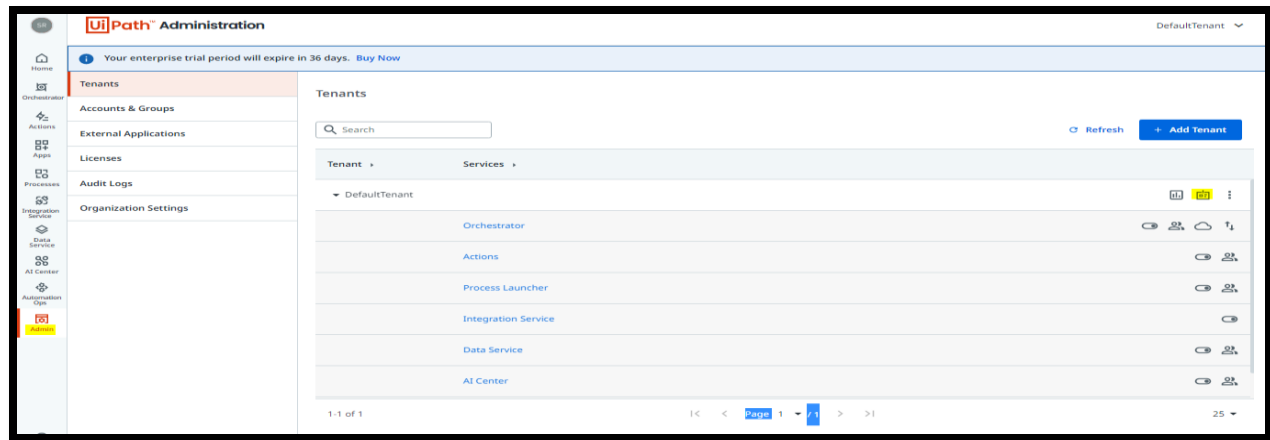 SR
UiPath™ Administration
DefaultTenant
Your enterprise trial period will expire in 36 days. Buy Now
Home
Orchestrator
Actions
Apps
Processes
Integration
Service
Data
Service
AI Center
Automation
Ops
Admin
Tenants
Accounts & Groups
External Applications
Licenses
Audit Logs
Organization Settings
Tenants
Search
Refresh
+ Add Tenant
Tenant
Services
DefaultTenant
Orchestrator
Actions
Process Launcher
Integration Service
Data Service
AI Center
1-1 of 1
Page 1 / 1
25